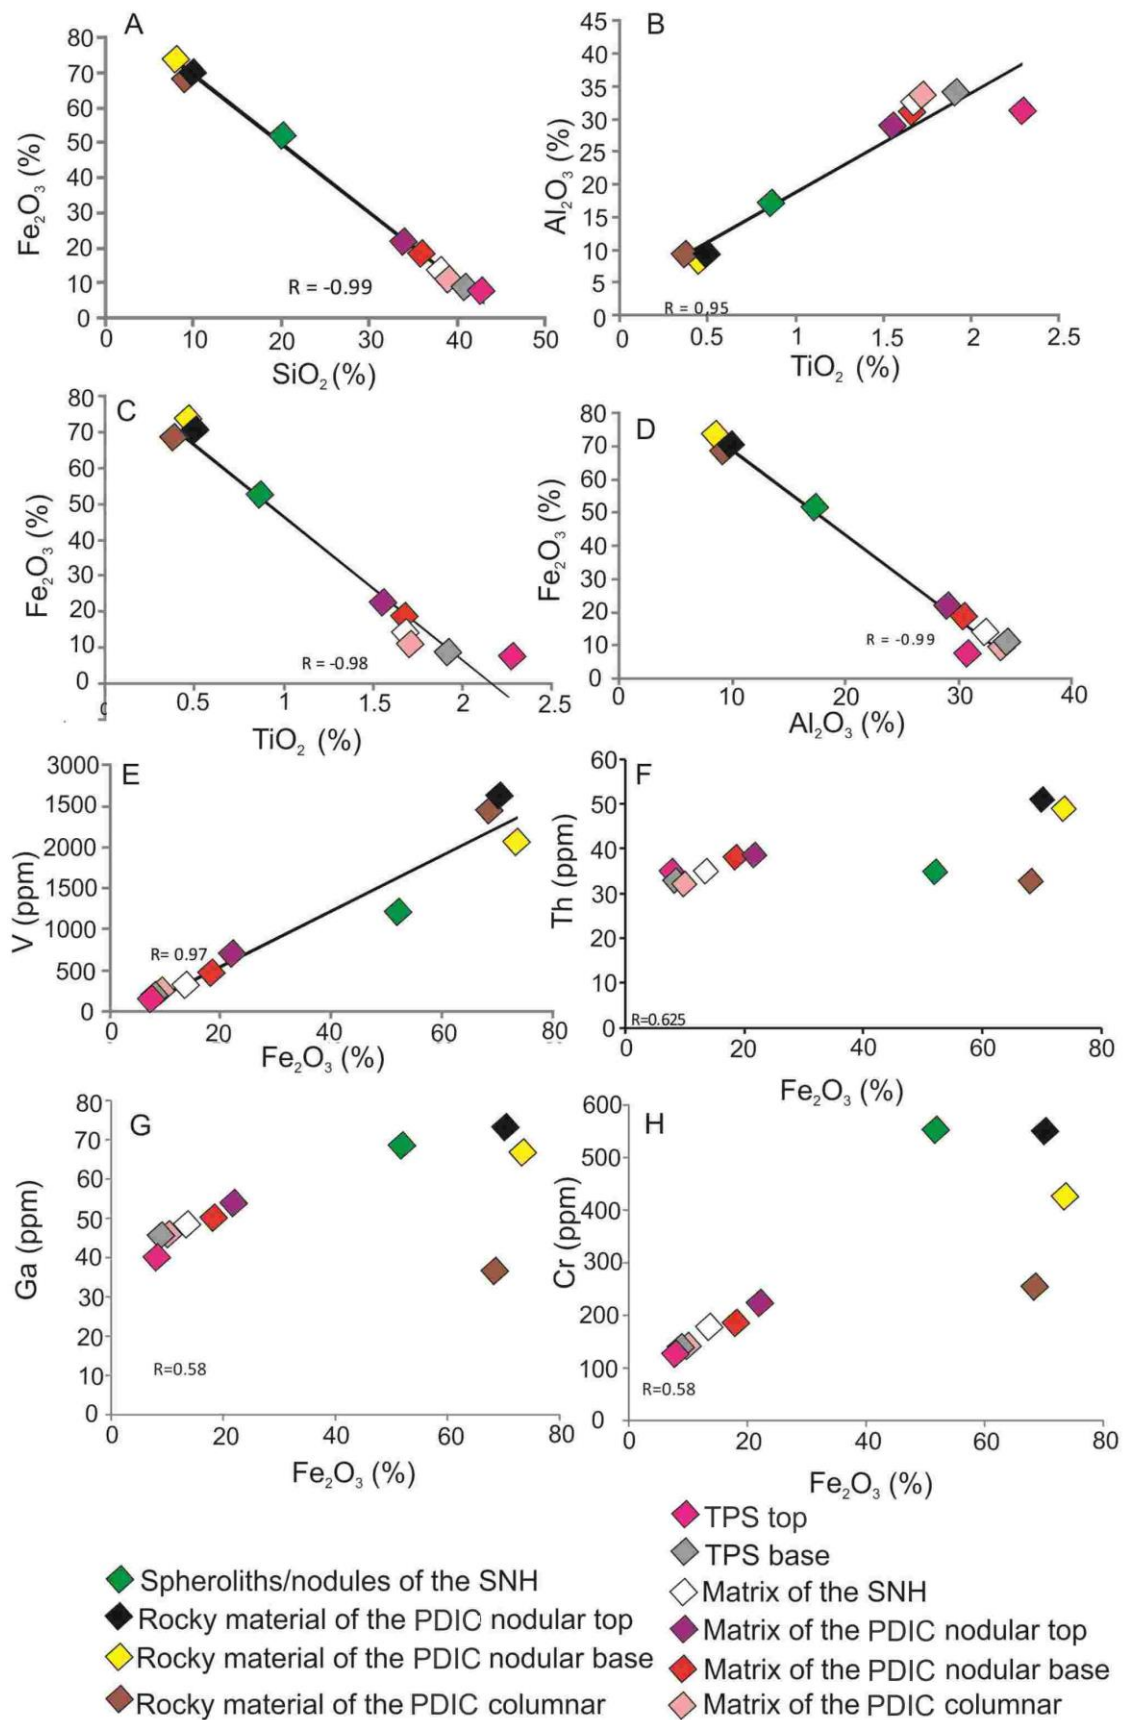 A
80
70
60
50
40
30
20
10
0
Fe₂O₃ (%)
R = -0.99
0
10
20
30
40
50
SiO₂ (%)
B
45
40
35
30
25
20
15
10
5
0
Al₂O₃ (%)
R = 0,95
0
0.5
1
1.5
2
2.5
TiO₂ (%)
C
80
70
60
50
40
30
20
10
0
Fe₂O₃ (%)
R = -0.98
0.5
1
1.5
2
2.5
TiO₂ (%)
D
80
70
60
50
40
30
20
10
0
Fe₂O₃ (%)
R = -0.99
0
10
20
30
40
Al₂O₃ (%)
E
3000
1500
2000
1500
1000
500
0
V (ppm)
R= 0.97
0
20
40
60
80
Fe₂O₃ (%)
F
60
50
40
30
20
10
0
Th (ppm)
R=0.625
0
20
40
60
80
Fe₂O₃ (%)
G
80
70
60
50
40
30
20
10
0
Ga (ppm)
R=0.58
0
20
40
60
80
Fe₂O₃ (%)
H
600
500
400
300
200
100
0
Cr (ppm)
R=0.58
0
20
40
60
80
Fe₂O₃ (%)
Spheroliths/nodules of the SNH
Rocky material of the PDIC nodular top
Rocky material of the PDIC nodular base
Rocky material of the PDIC columnar
TPS top
TPS base
Matrix of the SNH
Matrix of the PDIC nodular top
Matrix of the PDIC nodular base
Matrix of the PDIC columnar